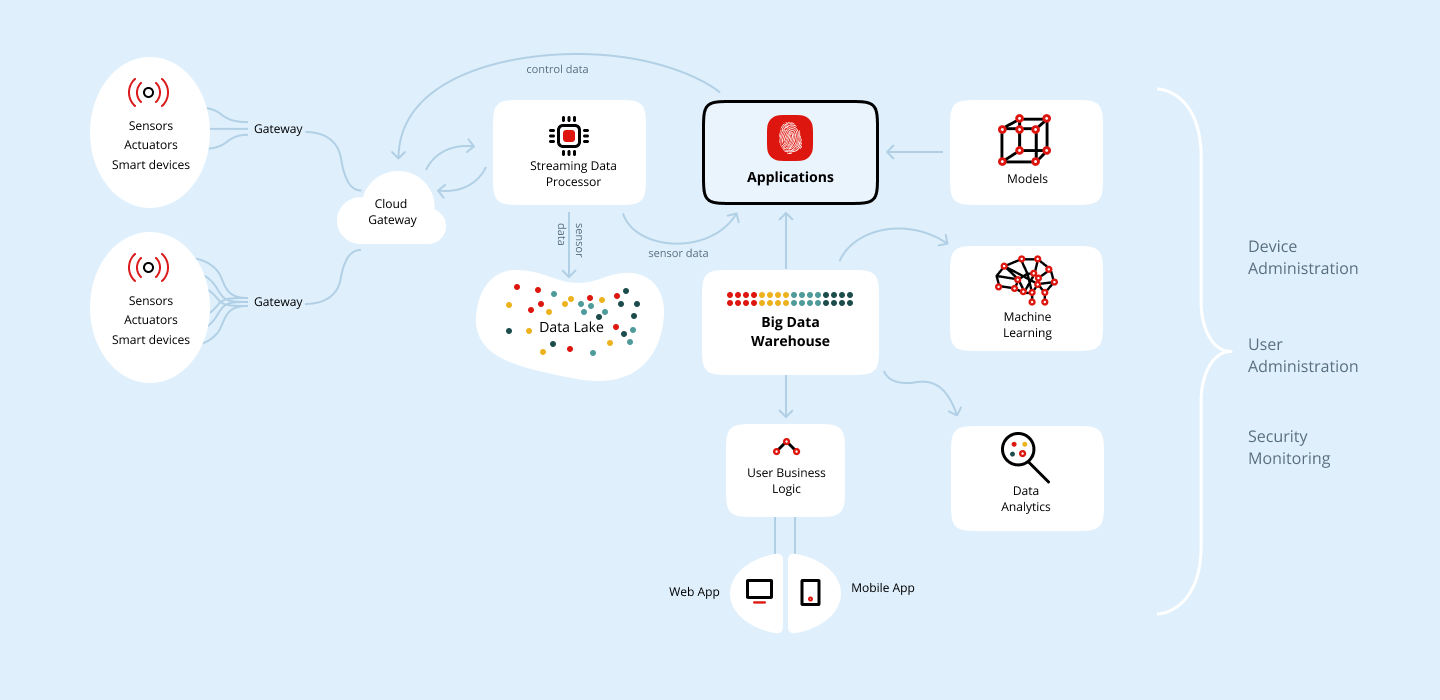 control data
Sensors
Actuators
Smart devices
Gateway
Streaming Data
Processor
Applications
Models
Cloud
Gateway
sensor
data
sensor data
Sensors
Actuators
Smart devices
Gateway
Data Lake
Big Data
Warehouse
Machine
Learning
User Business
Logic
Data
Analytics
Web App
Mobile App
Device
Administration
User
Administration
Security
Monitoring